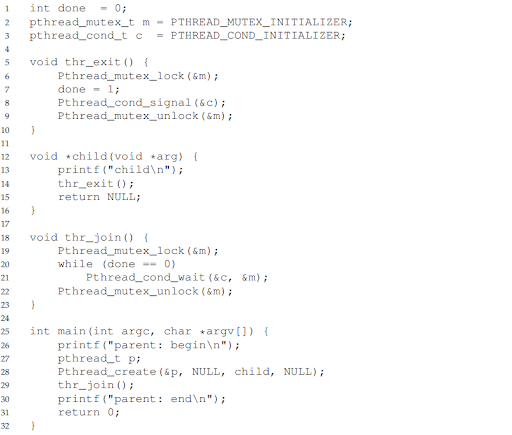 1 int done = 0;
2 pthread_mutex_t m = PTHREAD_MUTEX_INITIALIZER;
3 pthread_cond_t c = PTHREAD_COND_INITIALIZER;
4
5 void thr_exit() {
6 Pthread_mutex_lock(&m);
7 done = 1;
8 Pthread_cond_signal(&c);
9 Pthread_mutex_unlock(&m);
10 }
11
12 void *child(void *arg) {
13 printf("child\n");
14 thr_exit();
15 return NULL;
16 }
17
18 void thr_join() {
19 Pthread_mutex_lock(&m);
20 while (done == 0)
21 Pthread_cond_wait(&c, &m);
22 Pthread_mutex_unlock(&m);
23 }
24
25 int main(int argc, char *argv[]) {
26 printf("parent: begin\n");
27 pthread_t p;
28 Pthread_create(&p, NULL, child, NULL);
29 thr_join();
30 printf("parent: end\n");
31 return 0;
32 }